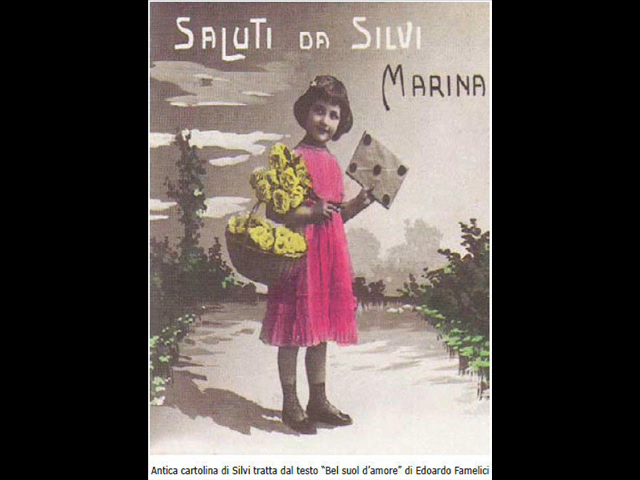 SALUTI DA SILVI
MARINA
Antica cartolina di Silvi tratta dal testo "Bel suol d'amore" di Edoardo Famelici